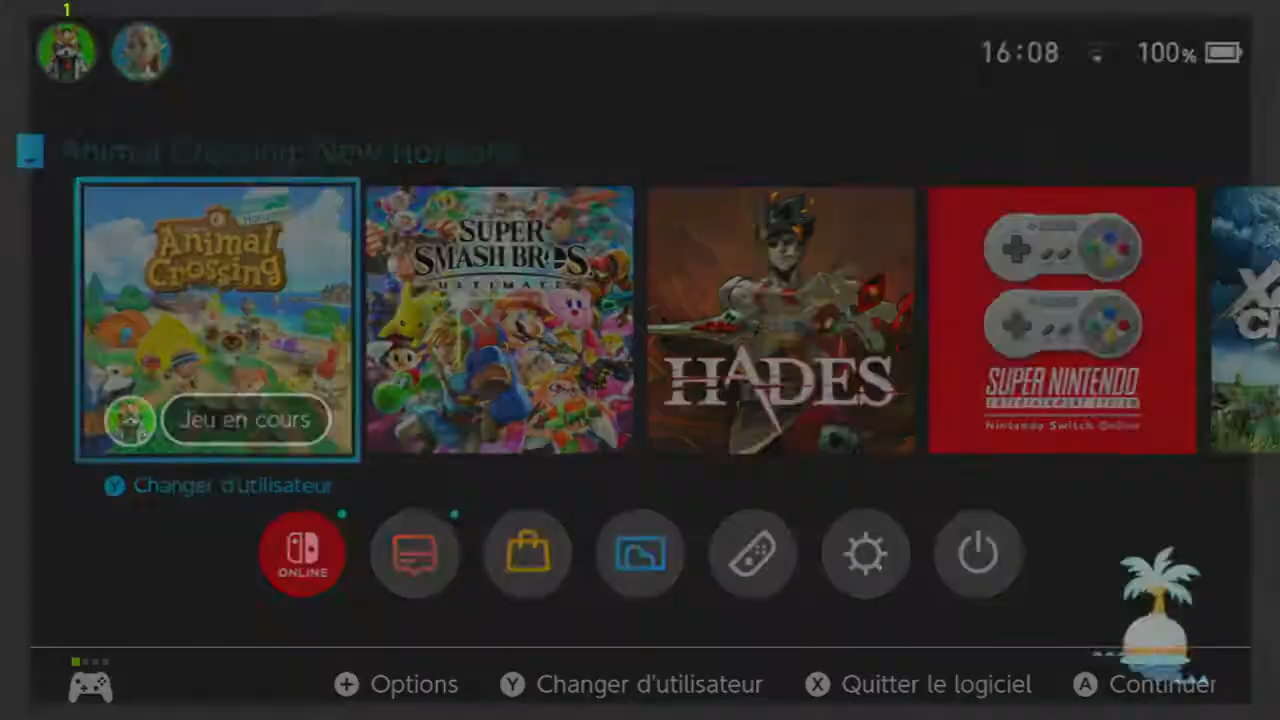 1
16:08
100%
Animal Crossing: New Horizons
Animal
Crossing
Jeu en cours
SUPER
SMASH BROS.
ULTIMATE
HADES
SUPER NINTENDO
ENTERTAINMENT SYSTEM
Nintendo Switch Online
Y Changer d'utilisateur
ONLINE
+ Options
Y Changer d'utilisateur
X Quitter le logiciel
A Continuer